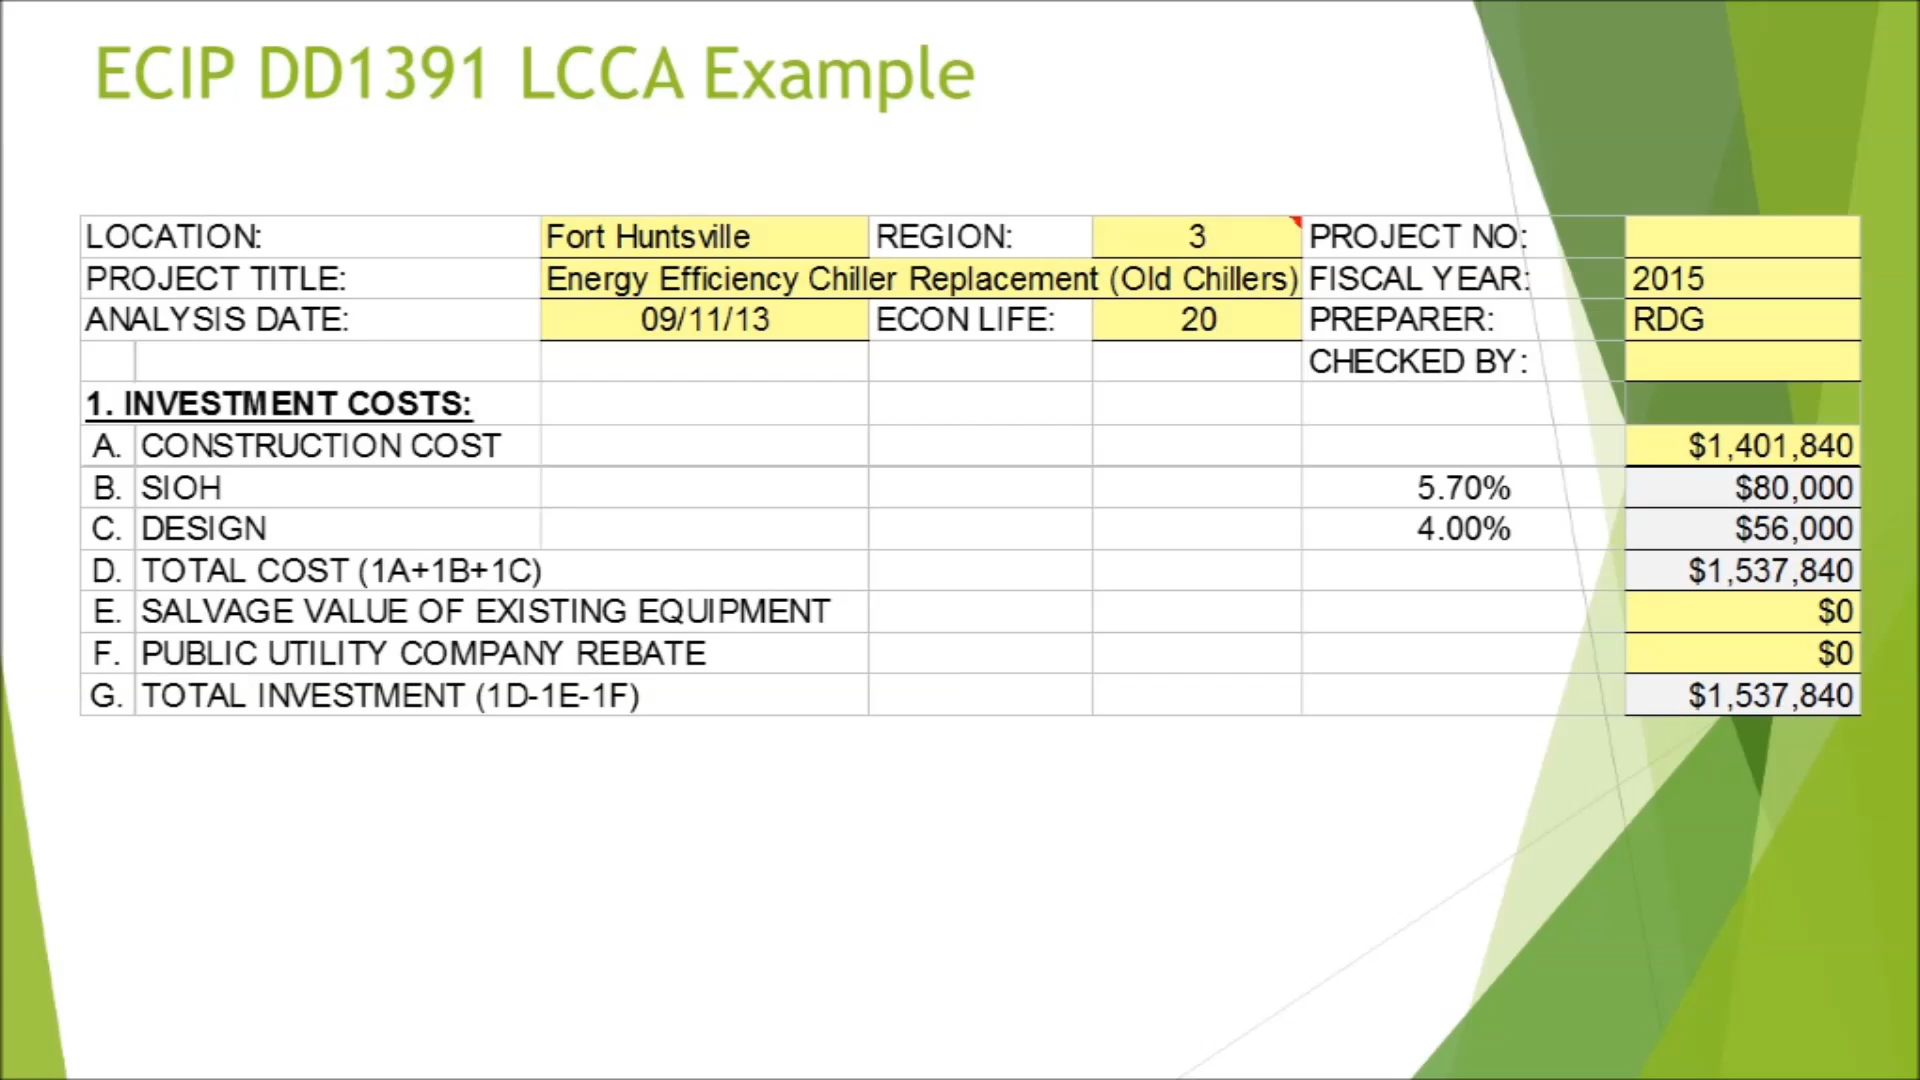 ECIP DD1391 LCCA Example
LOCATION: Fort Huntsville REGION: 3 PROJECT NO:
PROJECT TITLE: Energy Efficiency Chiller Replacement (Old Chillers) FISCAL YEAR: 2015
ANALYSIS DATE: 09/11/13 ECON LIFE: 20 PREPARER: RDG
CHECKED BY:
1. INVESTMENT COSTS:
A. CONSTRUCTION COST $1,401,840
B. SIOH 5.70% $80,000
C. DESIGN 4.00% $56,000
D. TOTAL COST (1A+1B+1C) $1,537,840
E. SALVAGE VALUE OF EXISTING EQUIPMENT $0
F. PUBLIC UTILITY COMPANY REBATE $0
G. TOTAL INVESTMENT (1D-1E-1F) $1,537,840